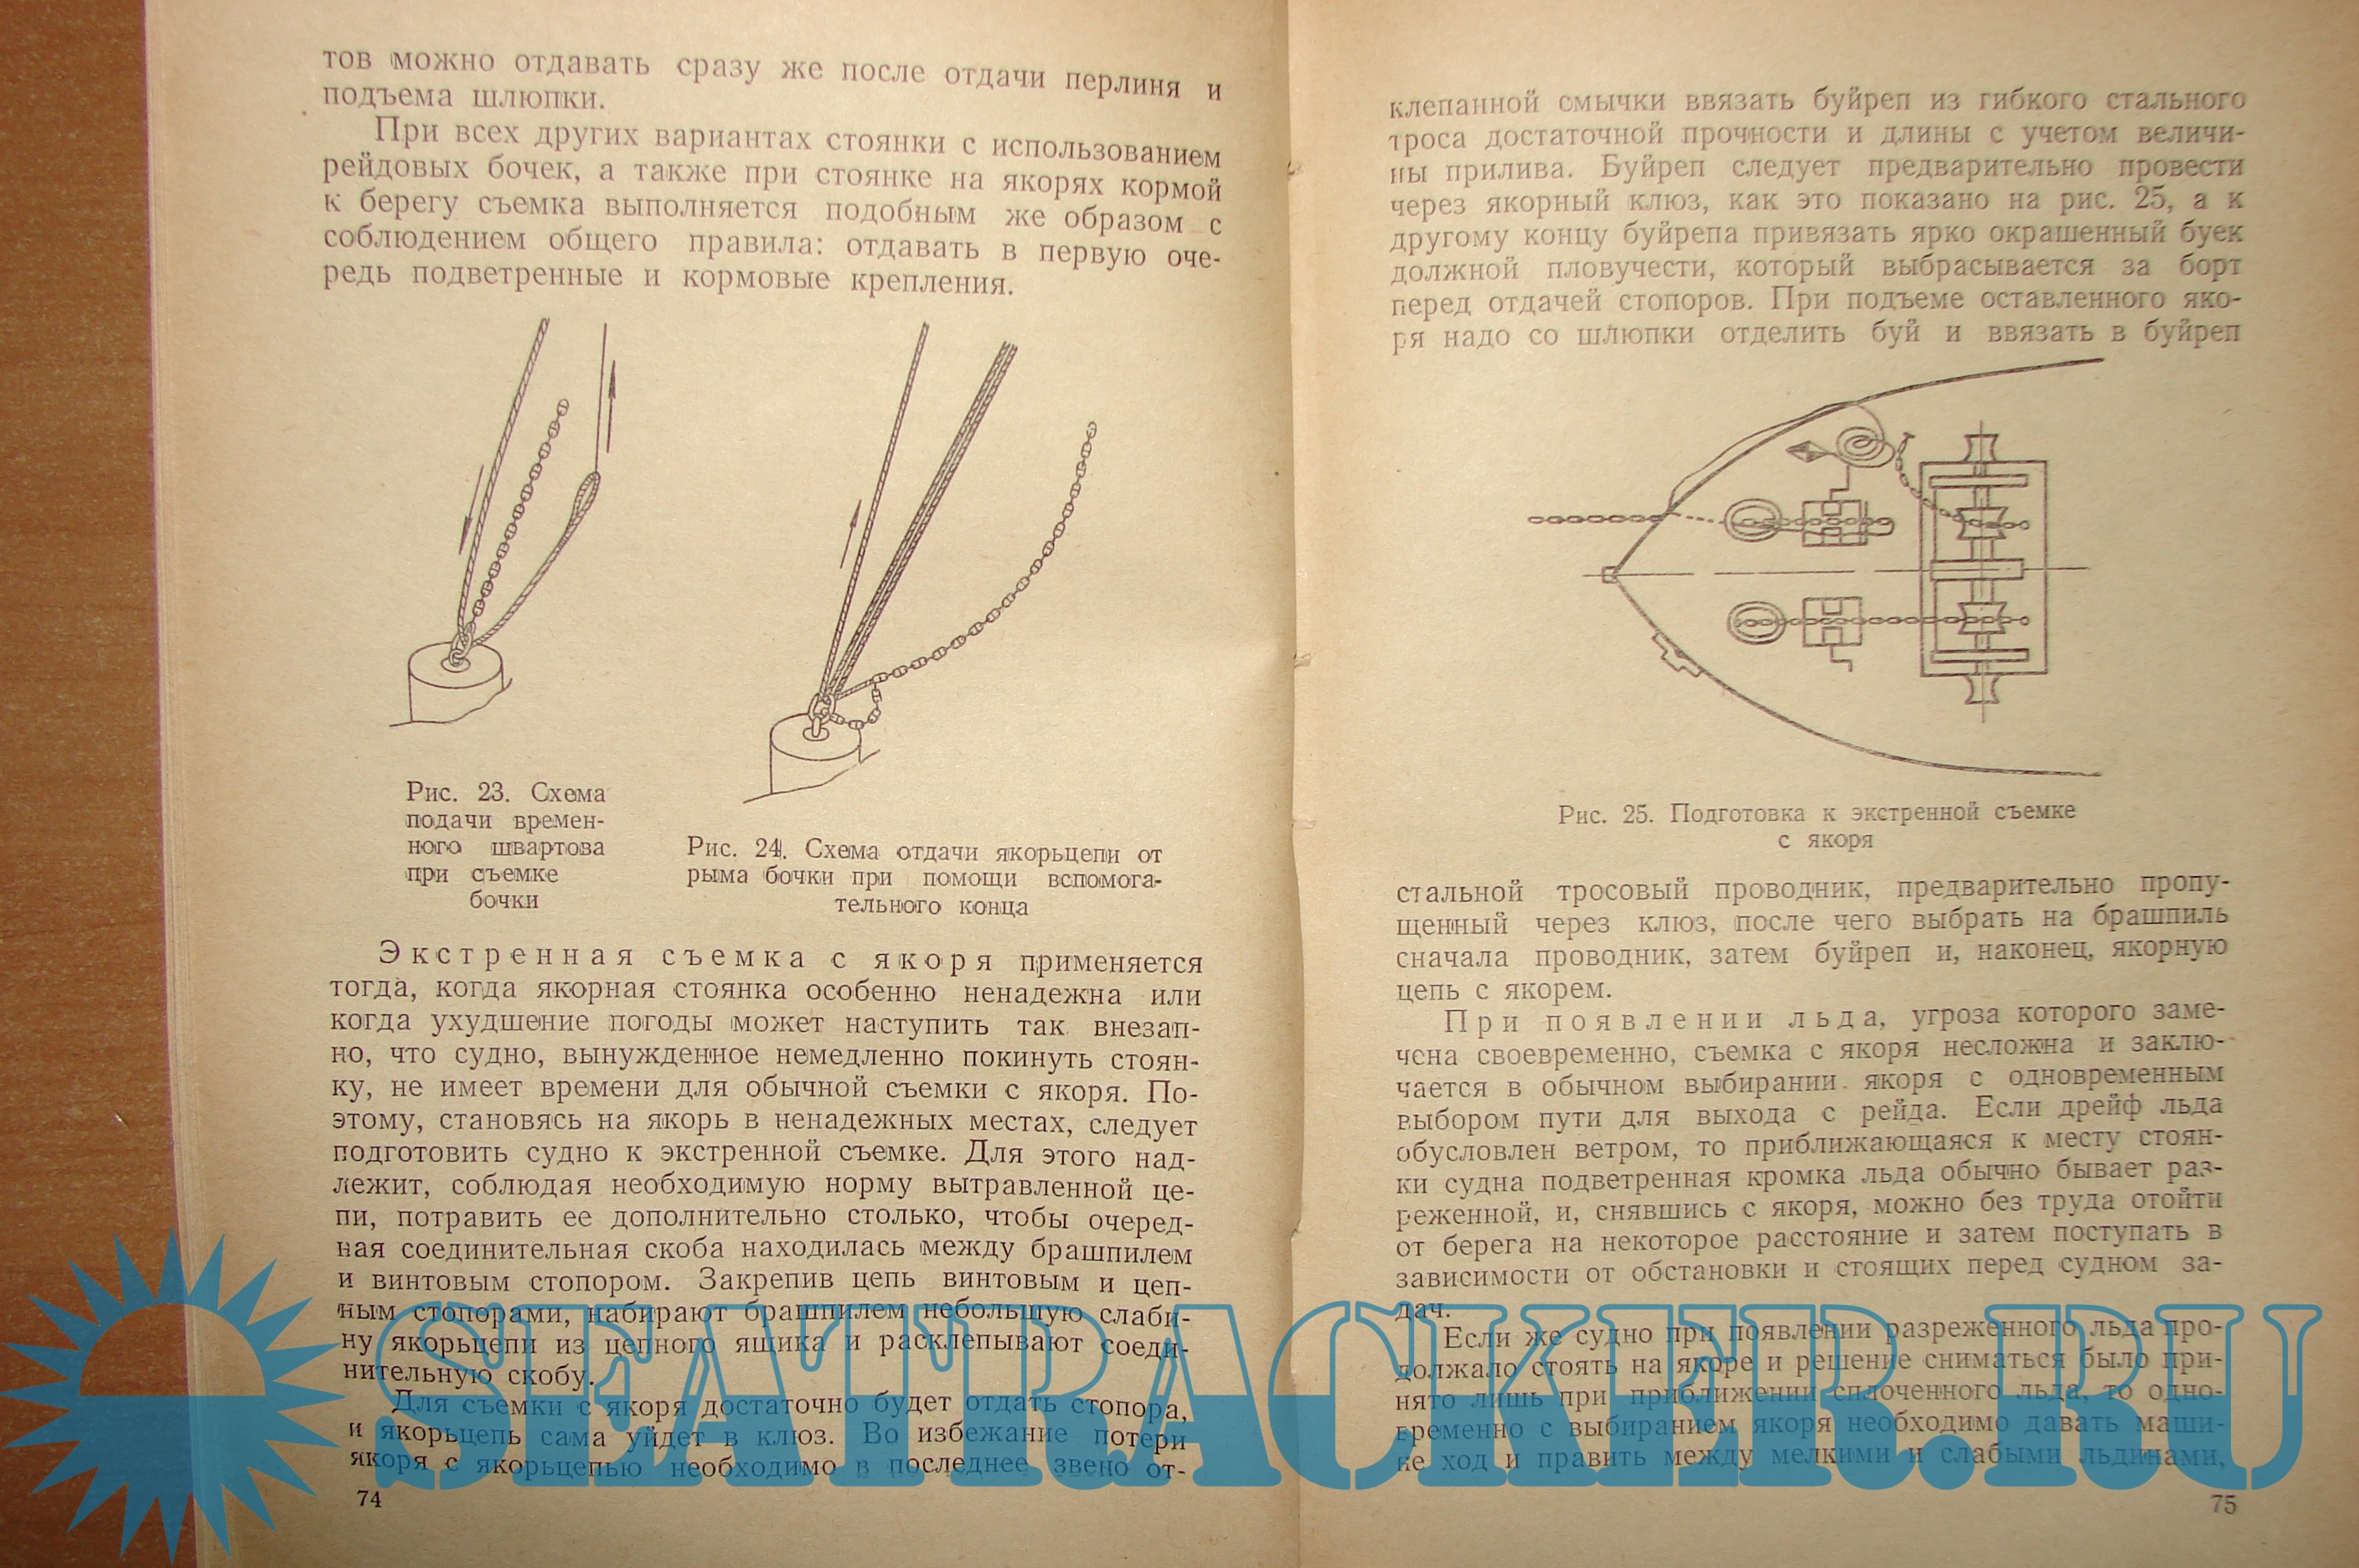 тов можно отдавать сразу же после отдачи перлиня и
подъема шлюпки.
При всех других вариантах стоянки с использованием
рейдовых бочек, а также при стоянке на якорях кормой
к берегу съемка выполняется подобным же образом с
соблюдением общего правила: отдавать в первую оче-
редь подветренные и кормовые крепления.
Рис. 23. Схема
подачи времен-
ного швартова
при съемке
бочки
Рис. 24. Схема отдачи якорьцепи от
рыма бочки при помощи вспомога-
тельного конца
Экстренная съемка с якоря применяется
тогда, когда якорная стоянка особенно ненадежна или
когда ухудшение погоды может наступить так внезап-
но, что судно, вынужденное немедленно покинуть стоян-
ку, не имеет времени для обычной съемки с якоря. По-
этому, становясь на якорь в ненадежных местах, следует
подготовить судно к экстренной съемке. Для этого над-
лежит, соблюдая необходимую норму вытравленной це-
пи, потравить ее дополнительно столько, чтобы очеред-
ная соединительная скоба находилась между брашпилем
и винтовым стопором. Закрепив цепь винтовым и цеп-
ным стопорами, набирают брашпилем небольшую слаби-
ну якорьцепи из цепного ящика и расклепывают соеди-
нительную скобу.
Для съемки с якоря достаточно будет отдать стопора,
и якорьцепь сама уйдет в клюз. Во избежание потери
якоря с якорьцепью необходимо в последнее звено от-
74
клепанной смычки ввязать буйреп из гибкого стального
троса достаточной прочности и длины с учетом величи-
ны прилива. Буйреп следует предварительно провести
через якорный клюз, как это показано на рис. 25, а к
другому концу буйрепа привязать ярко окрашенный буек
должной пловучести, который выбрасывается за борт
перед отдачей стопоров. При подъеме оставленного яко-
ря надо со шлюпки отделить буй и ввязать в буйреп
Рис. 25. Подготовка к экстренной съемке
с якоря
стальной тросовый проводник, предварительно пропу-
щенный через клюз, после чего выбрать на брашпиль
сначала проводник, затем буйреп и, наконец, якорную
цепь с якорем.
При появлении льда, угроза которого заме-
чена своевременно, съемка с якоря несложна и заклю-
чается в обычном выбирании якоря с одновременным
выбором пути для выхода с рейда. Если дрейф льда
обусловлен ветром, то приближающаяся к месту стоян-
ки судна подветренная кромка льда обычно бывает раз-
реженной, и, снявшись с якоря, можно без труда отойти
от берега на некоторое расстояние и затем поступать в
зависимости от обстановки и стоящих перед судном за-
дач.
Если же судно при появлении разреженного льда про-
должало стоять на якоре и решение сниматься было при-
нято лишь при приближении сплоченного льда, то одно-
временно с выбиранием якоря необходимо давать маши-
не ход и править между мелкими и слабыми льдинами,
75
SEATRACKER.RU